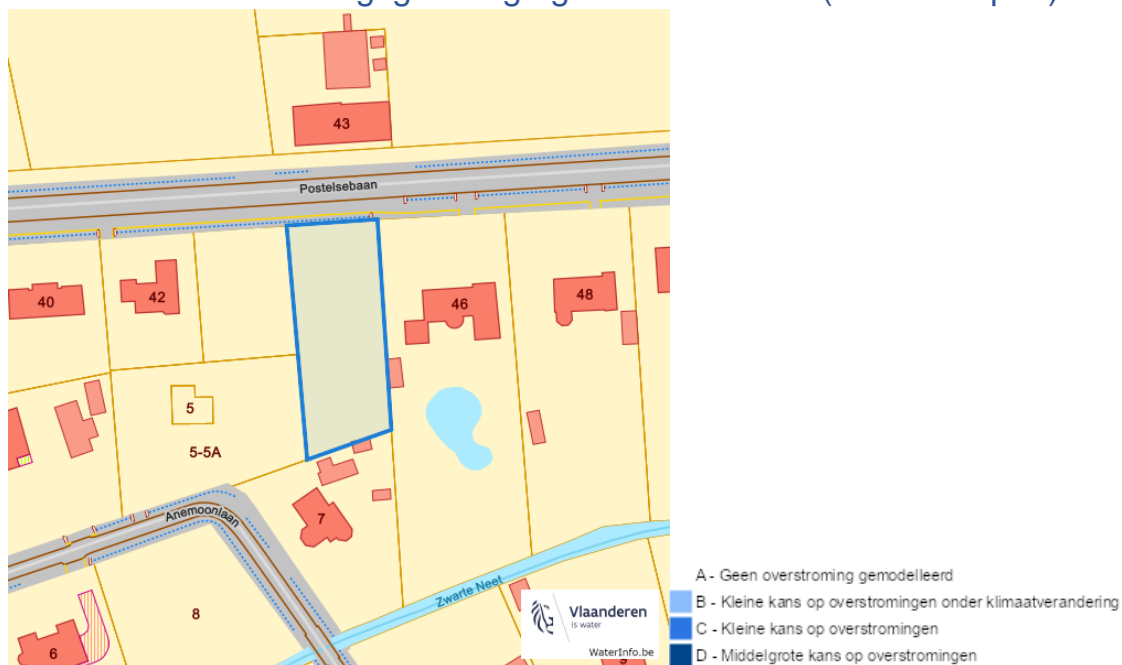 43
Postelsebaan
40
42
46
48
5
5-5A
Anemoonlaan
7
Zwarte Neet
8
6
9
Vlaanderen
is water
WaterInfo.be
A - Geen overstroming gemodelleerd
B - Kleine kans op overstromingen onder klimaatverandering
C - Kleine kans op overstromingen
D - Middelgrote kans op overstromingen